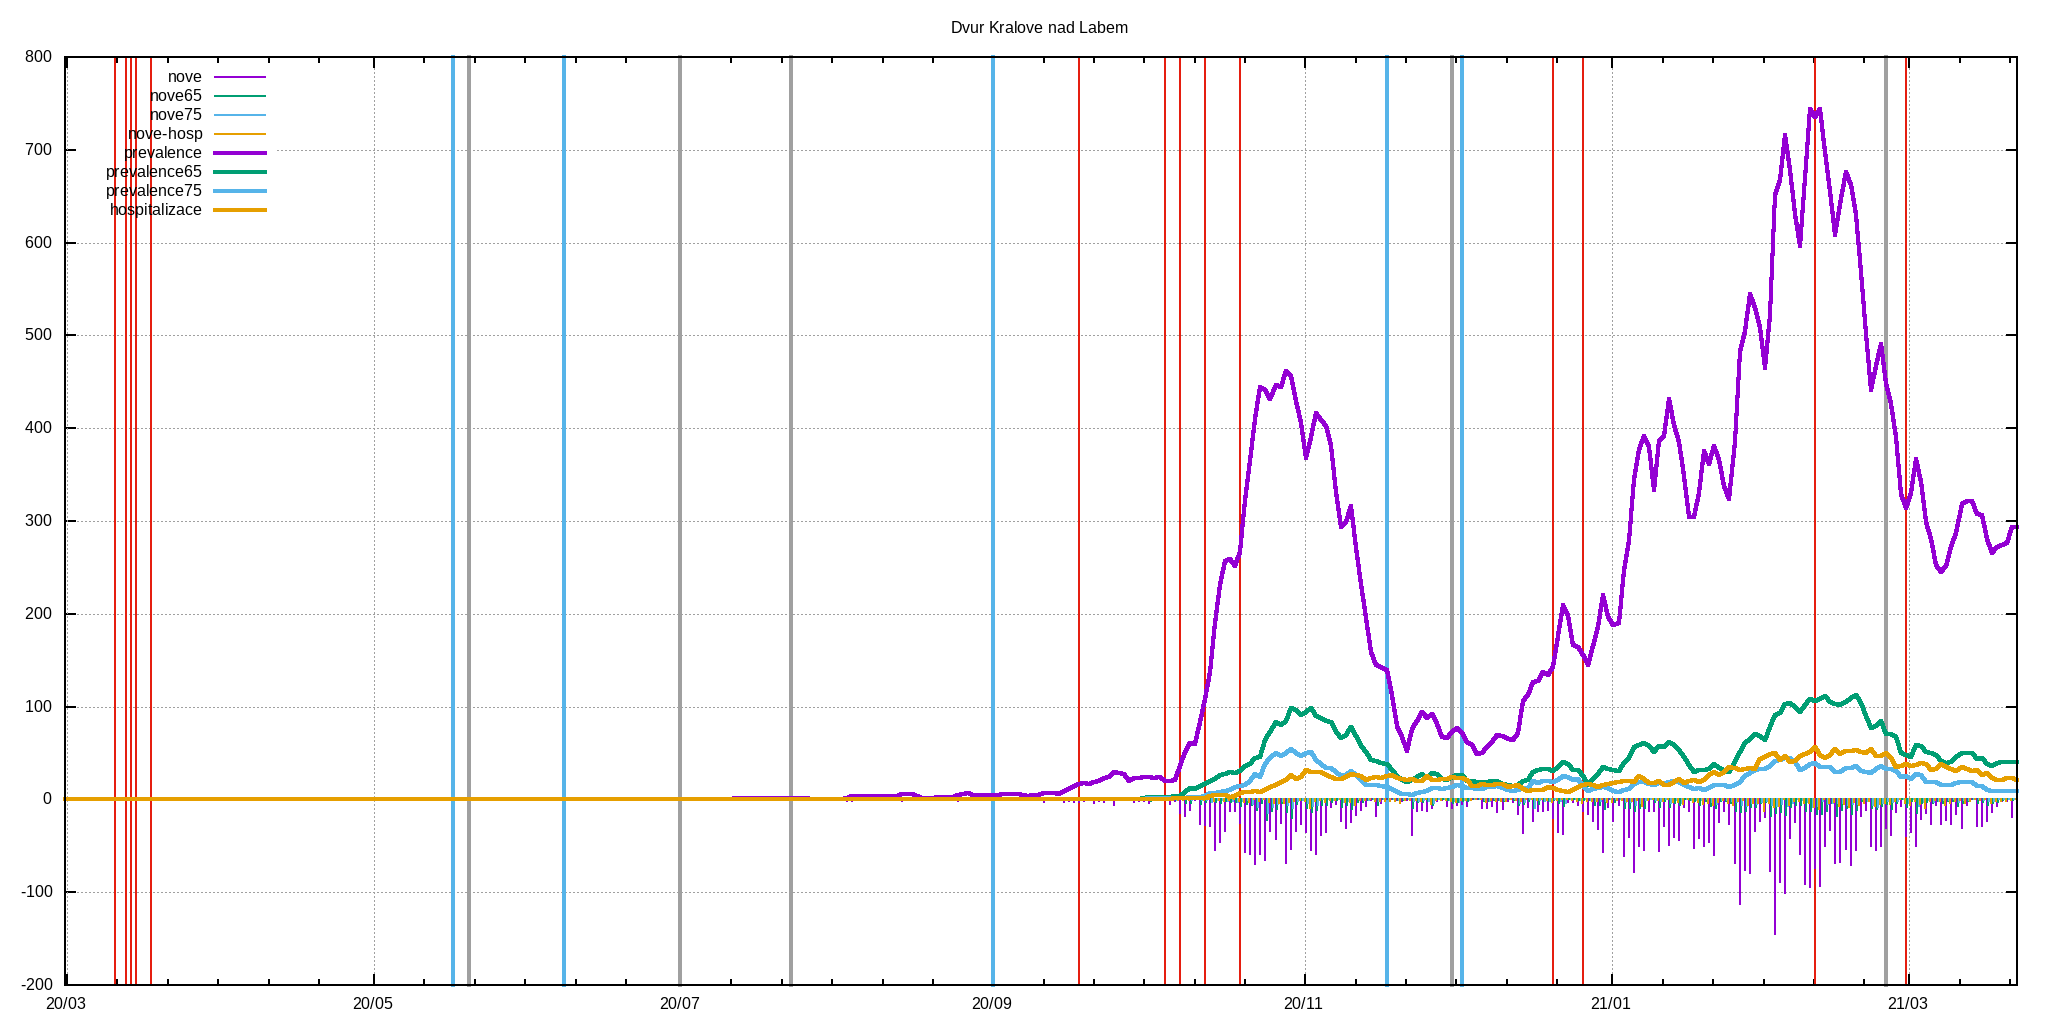 Dvur Kralove nad Labem
800
700
600
500
400
300
200
100
0
-100
-200
nove
nove65
nove75
nove-hosp
prevalence
prevalence65
prevalence75
hospitalizace
20/03 20/05 20/07 20/09 20/11 21/01 21/03